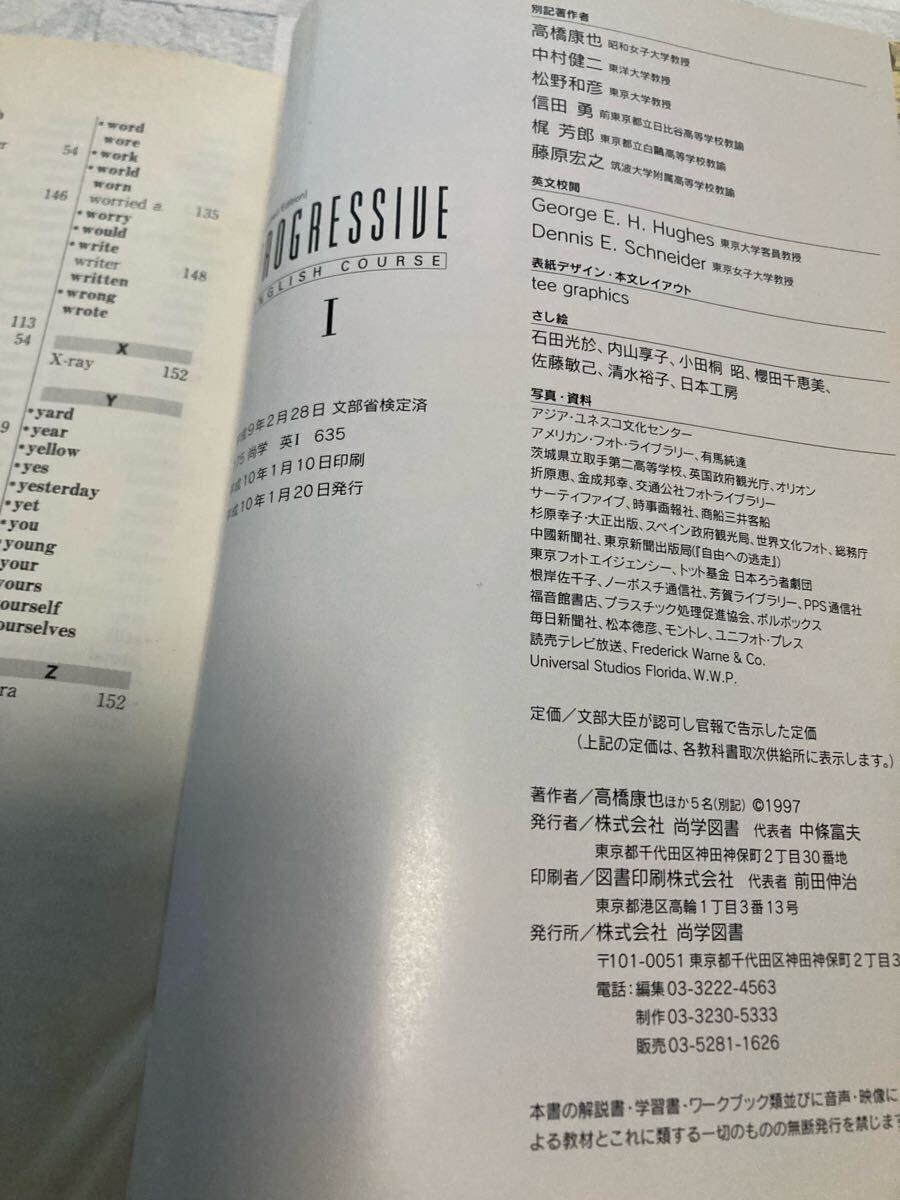 54
146
113
54
•word
wore
•work
•world
worn
worried a 135
•worry
•would
•write
writer 148
written
•wrong
wrote
X
X-ray 152
Y
•yard
•year
•yellow
•yes
•yesterday
•yet
•you
young
your
Z
152
Edition]
ROGRESSIVE
ENGLISH COURSE
I
成9年2月28日 文部省検定済
尚学 英I 635
成10年1月10日印刷
成10年1月20日発行
別記著作者
高橋康也 昭和女子大学教授
中村健二 東洋大学教授
松野和彦 東京大学教授
信田 勇 前東京都立日比谷高等学校教諭
梶 芳郎 東京都立白鷗高等学校教諭
藤原宏之 筑波大学附属高等学校教諭
英文校閲
George E. H. Hughes 東京大学客員教授
Dennis E. Schneider 東京女子大学教授
表紙デザイン・本文レイアウト
tee graphics
さし絵
石田光於、内山享子、小田桐 昭、櫻田千恵美、
佐藤敏己、清水裕子、日本工房
写真・資料
アジア・ユネスコ文化センター
アメリカン・フォト・ライブラリー、有馬純達
茨城県立取手第二高等学校、英国政府観光庁、オリオン
折原恵、金成邦幸、交通公社フォトライブラリー
サーティファイブ、時事画報社、商船三井客船
杉原幸子・大正出版、スペイン政府観光局、世界文化フォト、総務庁
中國新聞社、東京新聞出版局(『自由への逃走』)
東京フォトエイジェンシー、トット基金 日本ろう者劇団
根岸佐千子、ノーボスチ通信社、芳賀ライブラリー、PPS通信社
福音館書店、プラスチック処理促進協会、ボルボックス
毎日新聞社、松本徳彦、モントレ、ユニフォト・プレス
読売テレビ放送、Frederick Warne & Co.
Universal Studios Florida、W.W.P.
定価/文部大臣が認可し官報で告示した定価
(上記の定価は、各教科書取次供給所に表示します。)
著作者/高橋康也ほか5名(別記) ©1997
発行者/株式会社 尚学図書 代表者 中條富夫
東京都千代田区神田神保町2丁目30番地
印刷者/図書印刷株式会社 代表者 前田伸治
東京都港区高輪1丁目3番13号
発行所/株式会社 尚学図書
〒101-0051 東京都千代田区神田神保町2丁目3
電話:編集03-3222-4563
制作03-3230-5333
販売03-5281-1626
本書の解説書・学習書・ワークブック類並びに音声・映像に
よる教材とこれに類する一切のものの無断発行を禁じます